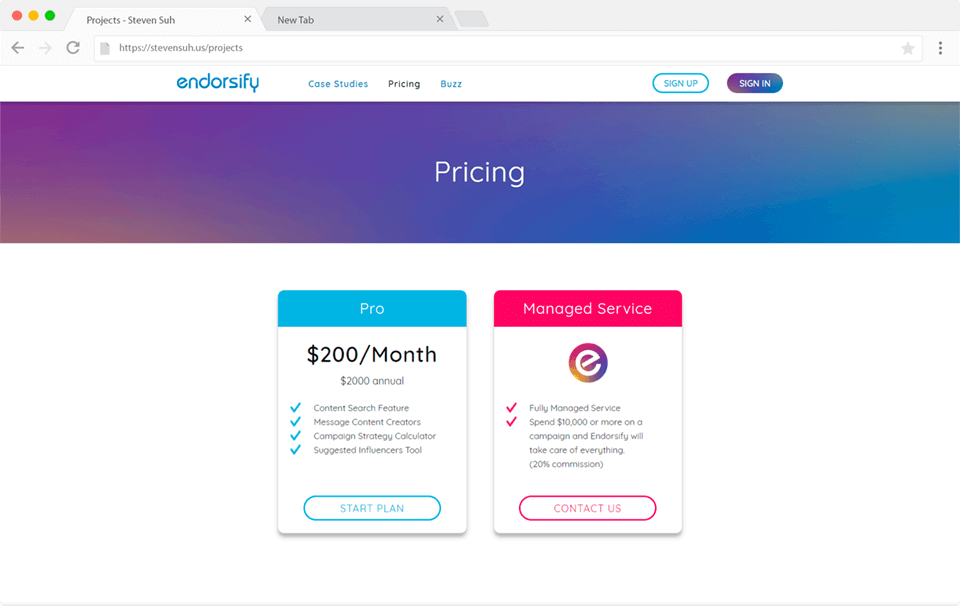 Projects - Steven Suh
New Tab
https://stevensuh.us/projects
endorsify
Case Studies
Pricing
Buzz
SIGN UP
SIGN IN
Pricing
Pro
$200/Month
$2000 annual
Content Search Feature
Message Content Creators
Campaign Strategy Calculator
Suggested Influencers Tool
START PLAN
Managed Service
e
Fully Managed Service
Spend $10,000 or more on a
campaign and Endorsify will
take care of everything.
(20% commission)
CONTACT US